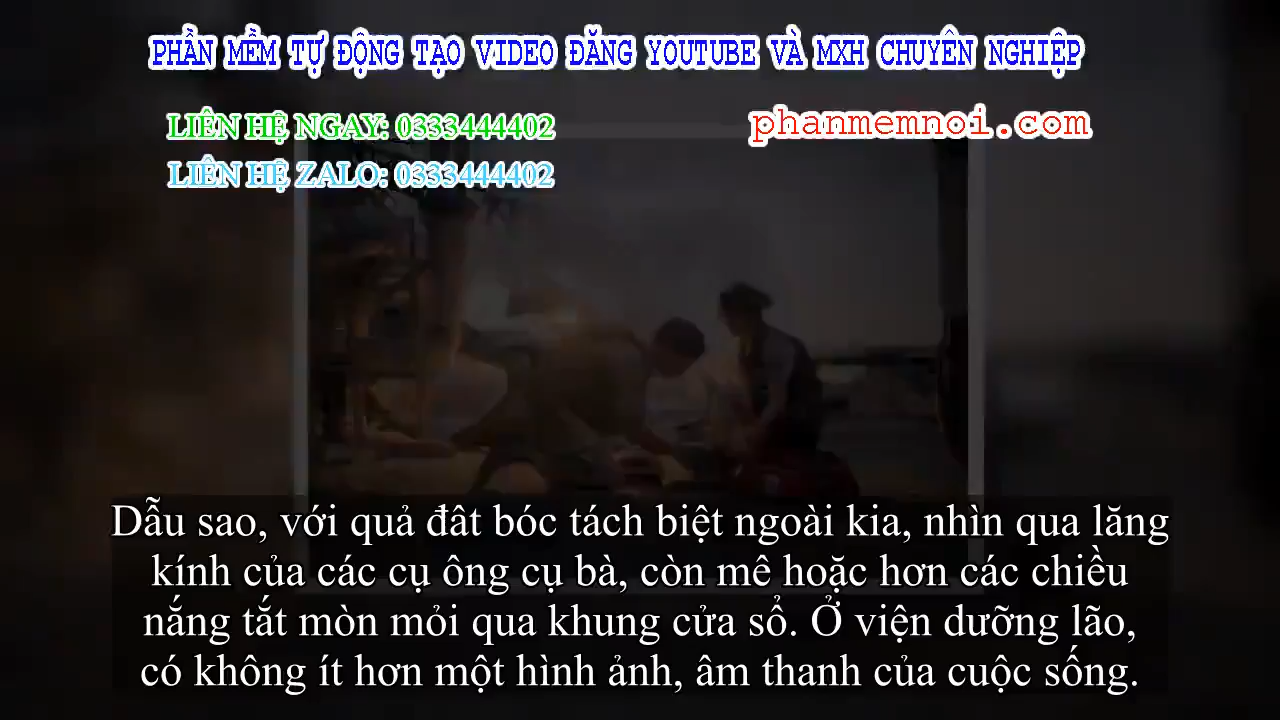 PHẦN MỀM TỰ ĐỘNG TẠO VIDEO ĐĂNG YOUTUBE VÀ MXH CHUYÊN NGHIỆP
LIÊN HỆ NGAY: 0333444402
phanmemnoi.com
LIÊN HỆ ZALO: 0333444402
Dẫu sao, với quả đât bóc tách biệt ngoài kia, nhìn qua lăng
kính của các cụ ông cụ bà, còn mê hoặc hơn các chiều
nắng tắt mòn mỏi qua khung cửa sổ. Ở viện dưỡng lão,
có không ít hơn một hình ảnh, âm thanh của cuộc sống.